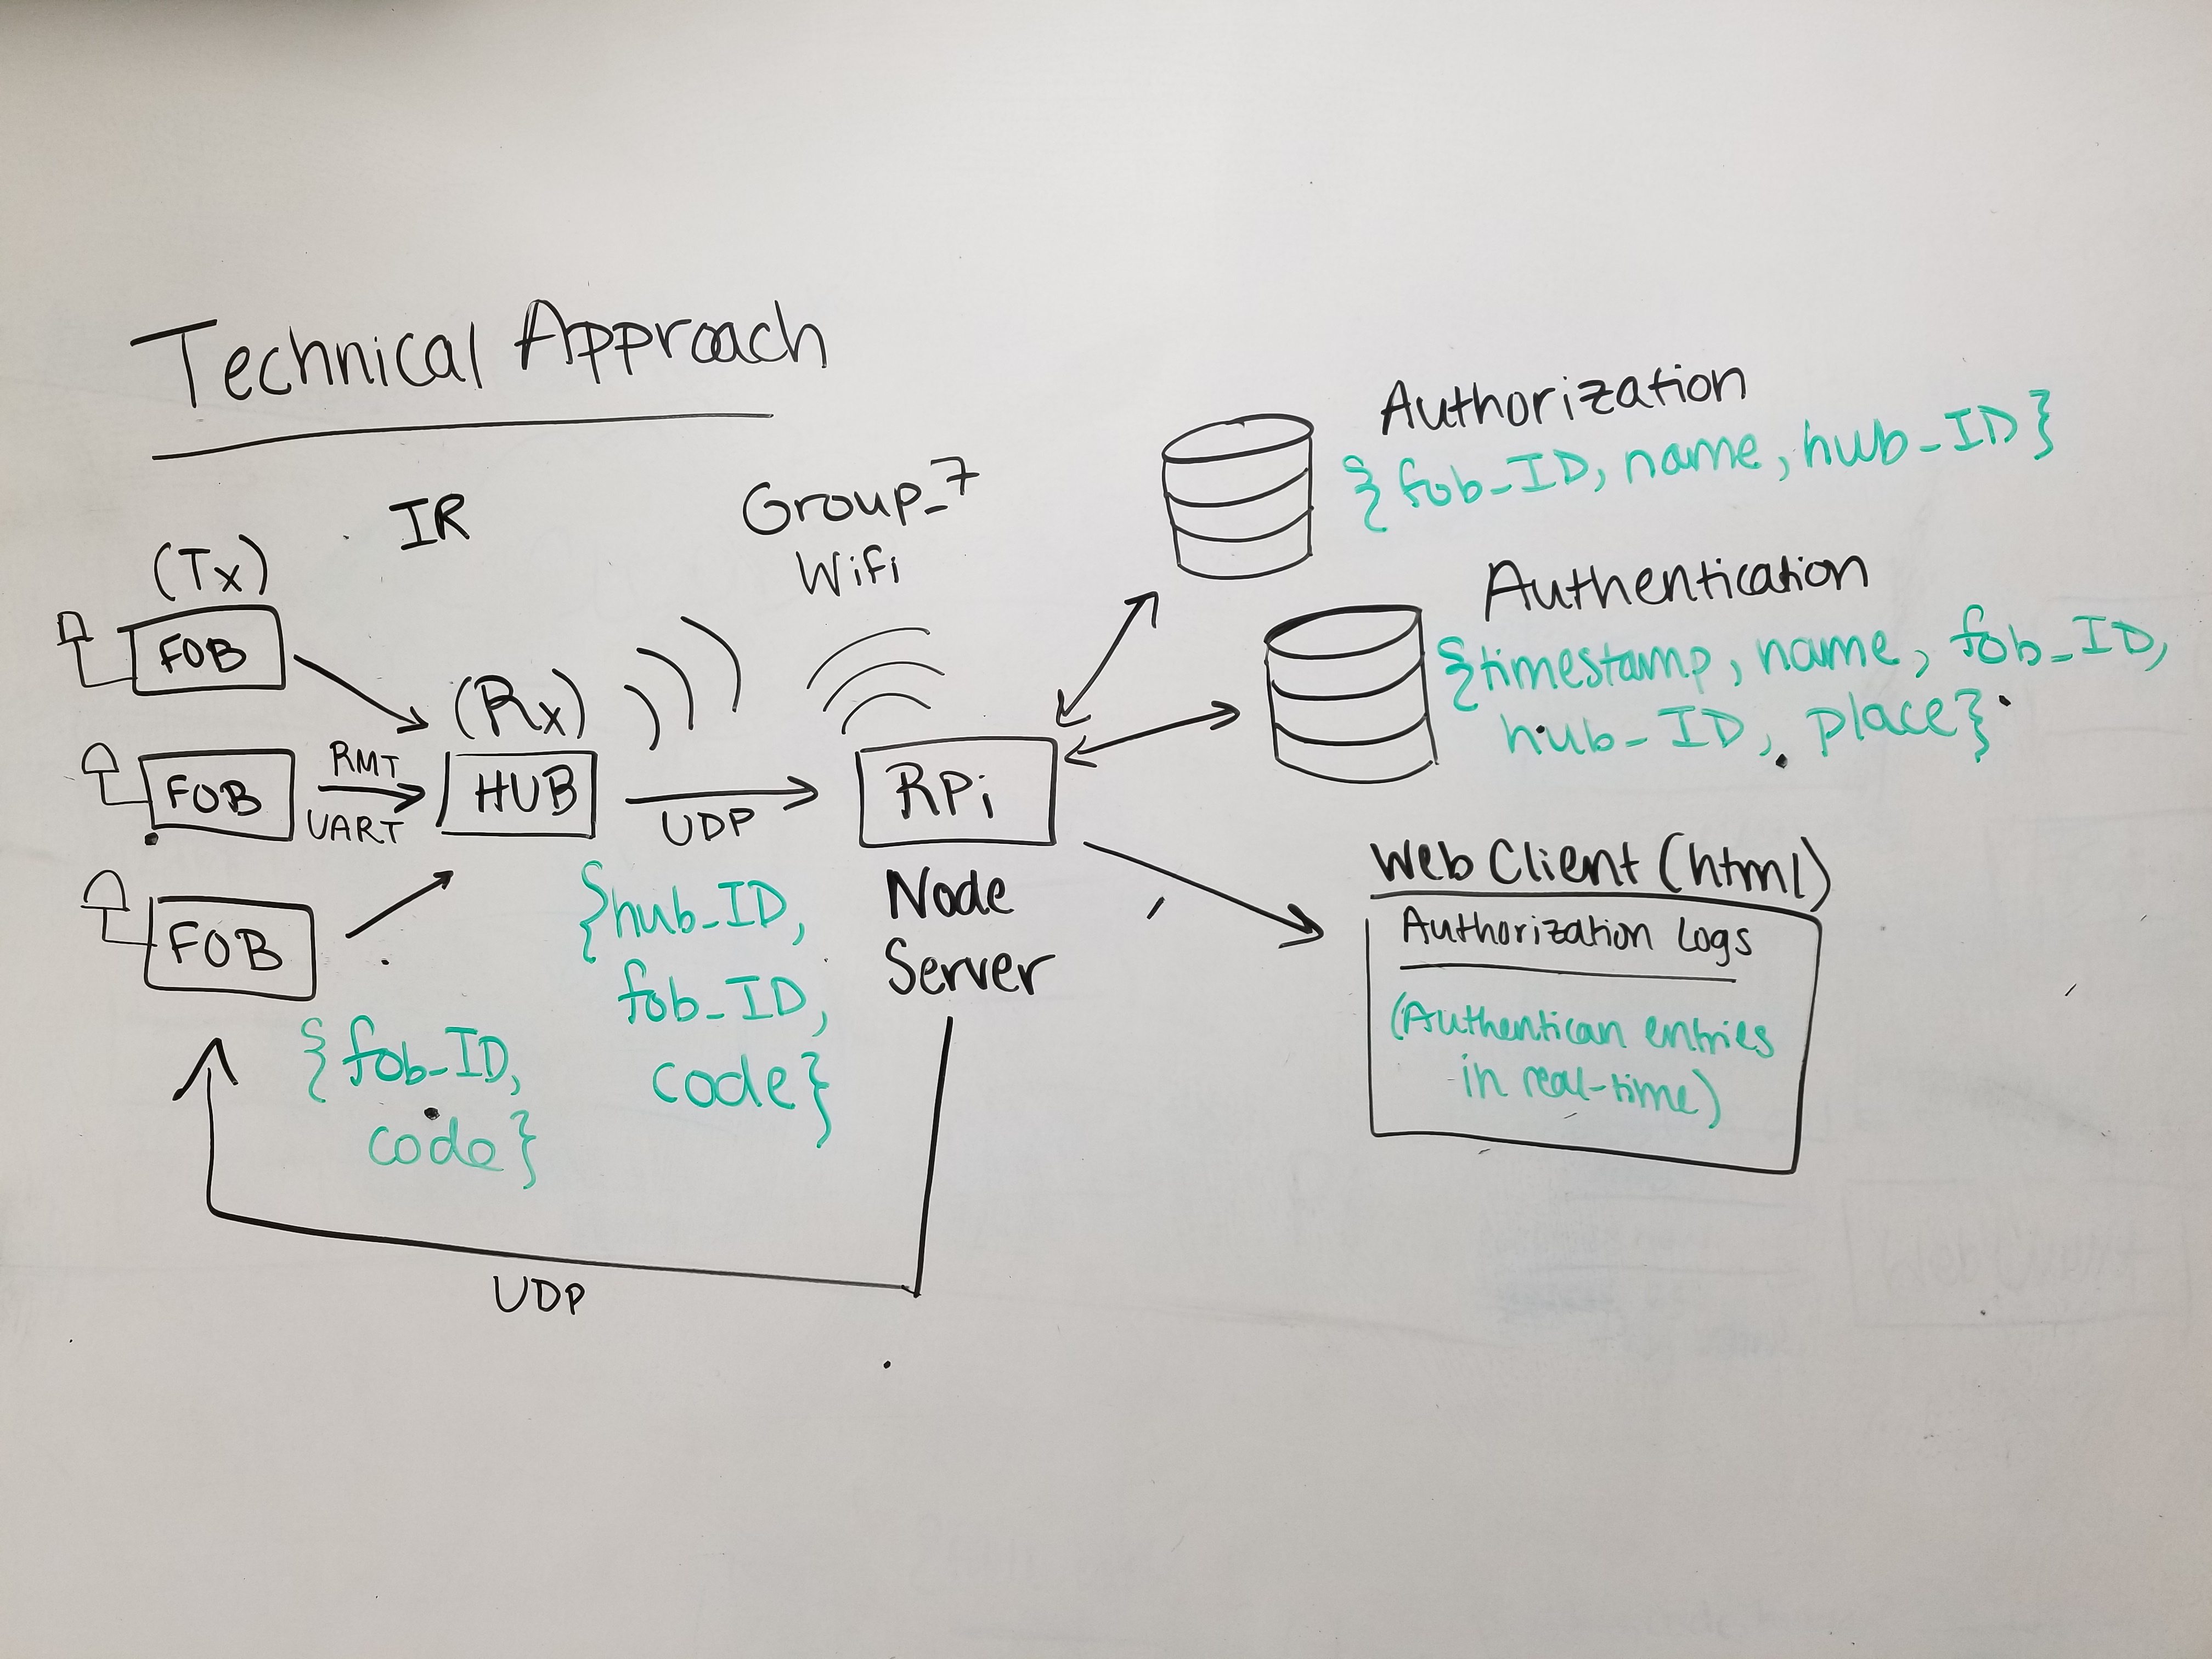 Technical Approach
IR
Group_7
Wifi
(Tx)
FOB
FOB
FOB
RMT
UART
(Rx)
HUB
UDP
RPi
Node
Server
{fob_ID,
code}
{hub_ID,
fob_ID,
code}
UDP
Authorization
{fob_ID, name, hub_ID}
Authentication
{timestamp, name, fob_ID,
hub_ID, place}
Web Client (html)
Authorization Logs
(Authentican entries
in real-time)